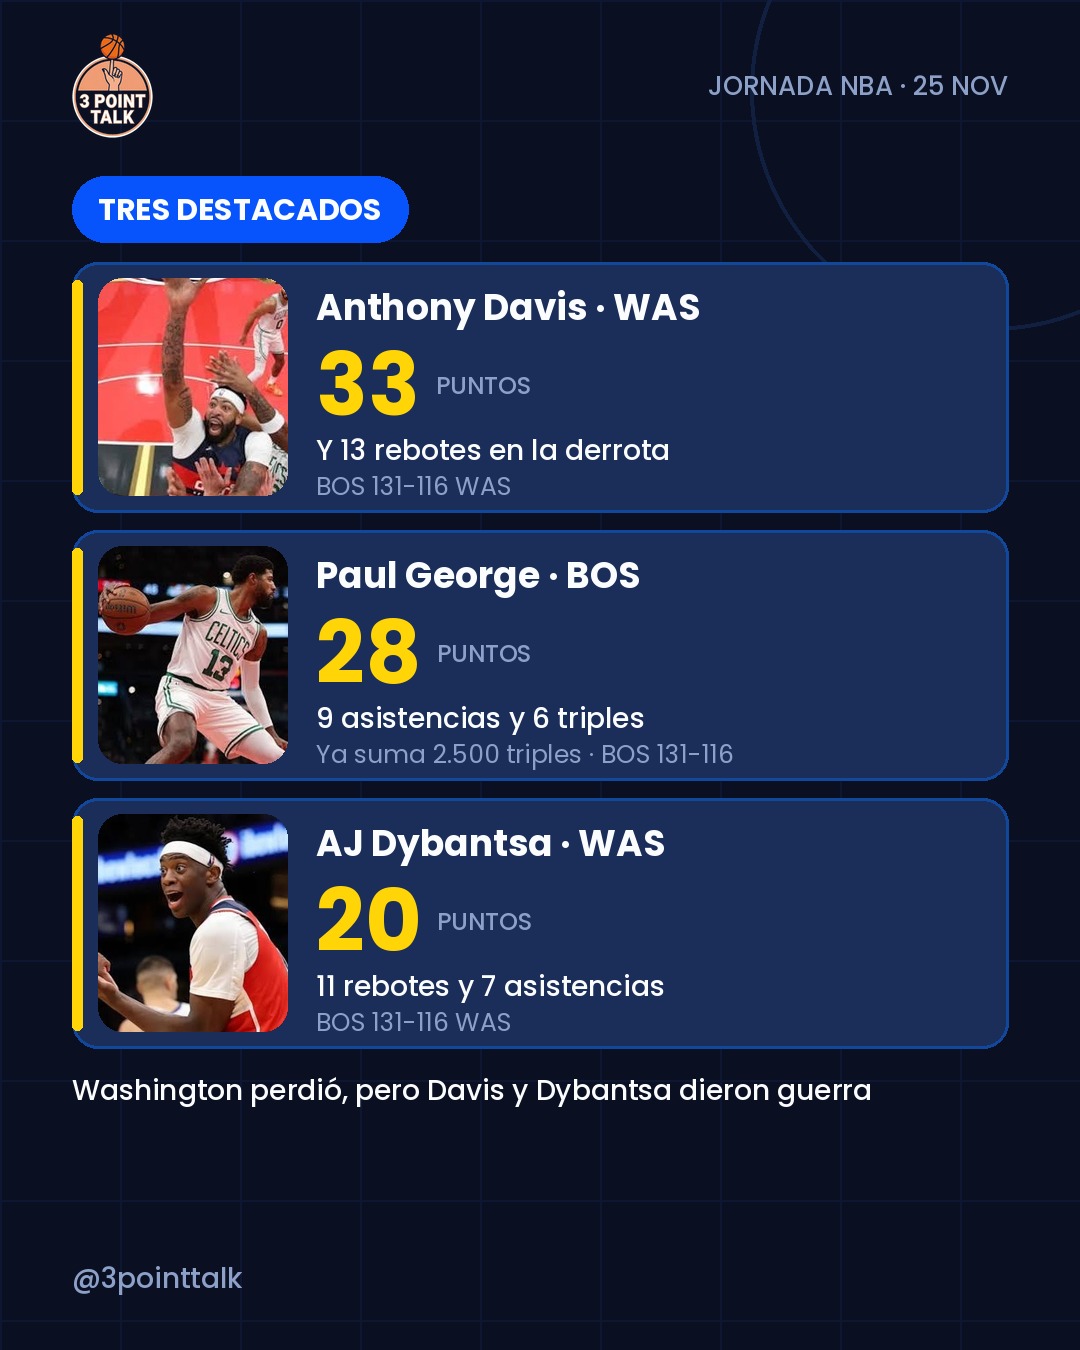 3 POINT
TALK
JORNADA NBA · 25 NOV
TRES DESTACADOS
Anthony Davis · WAS
33 PUNTOS
Y 13 rebotes en la derrota
BOS 131-116 WAS
Paul George · BOS
28 PUNTOS
9 asistencias y 6 triples
Ya suma 2.500 triples · BOS 131-116
CELTICS
13
AJ Dybantsa · WAS
20 PUNTOS
11 rebotes y 7 asistencias
BOS 131-116 WAS
Washington perdió, pero Davis y Dybantsa dieron guerra
@3pointtalk